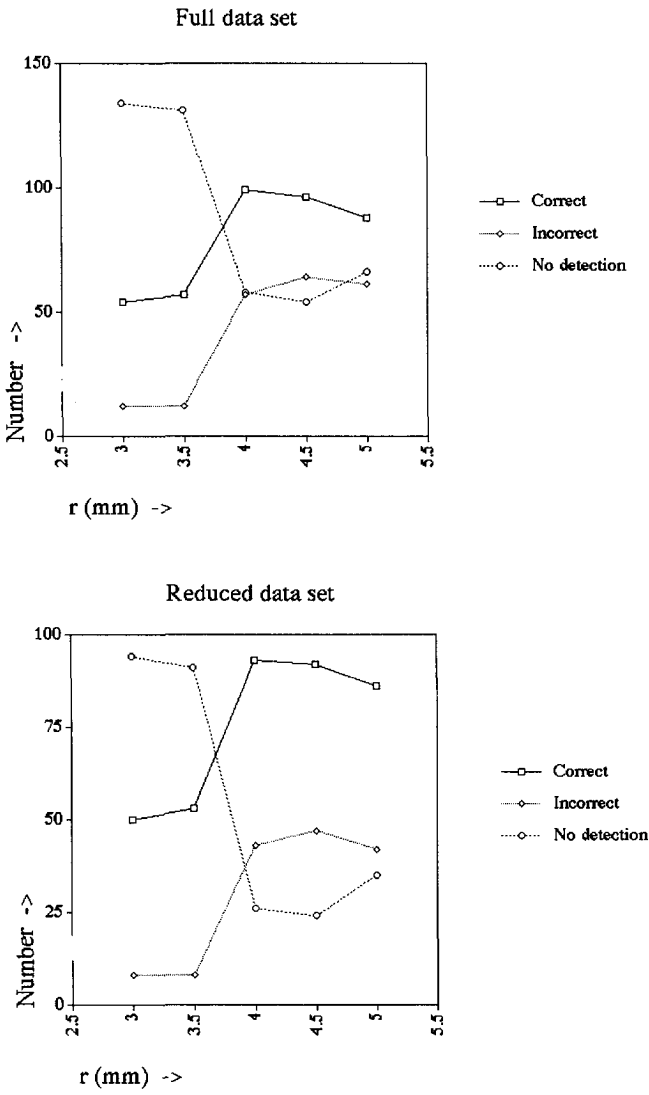 Full data set
150
100
50
0
Number ->
2.5 3 3.5 4 4.5 5 5.5
r (mm) ->
Correct
Incorrect
No detection
Reduced data set
100
75
50
25
0
Number ->
2.5 3 3.5 4 4.5 5 5.5
r (mm) ->
Correct
Incorrect
No detection